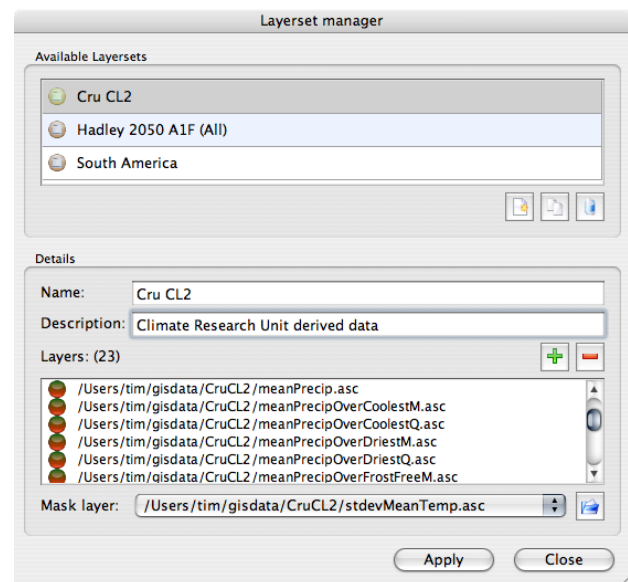 Layerset manager
Available Layersets
Cru CL2
Hadley 2050 A1F (All)
South America
Details
Name: Cru CL2
Description: Climate Research Unit derived data
Layers: (23)
/Users/tim/gisdata/CruCL2/meanPrecip.asc
/Users/tim/gisdata/CruCL2/meanPrecipOverCoolestM.asc
/Users/tim/gisdata/CruCL2/meanPrecipOverCoolestQ.asc
/Users/tim/gisdata/CruCL2/meanPrecipOverDriestM.asc
/Users/tim/gisdata/CruCL2/meanPrecipOverDriestQ.asc
/Users/tim/gisdata/CruCL2/meanPrecipOverFrostFreeM.asc
Mask layer: /Users/tim/gisdata/CruCL2/stdevMeanTemp.asc
Apply Close